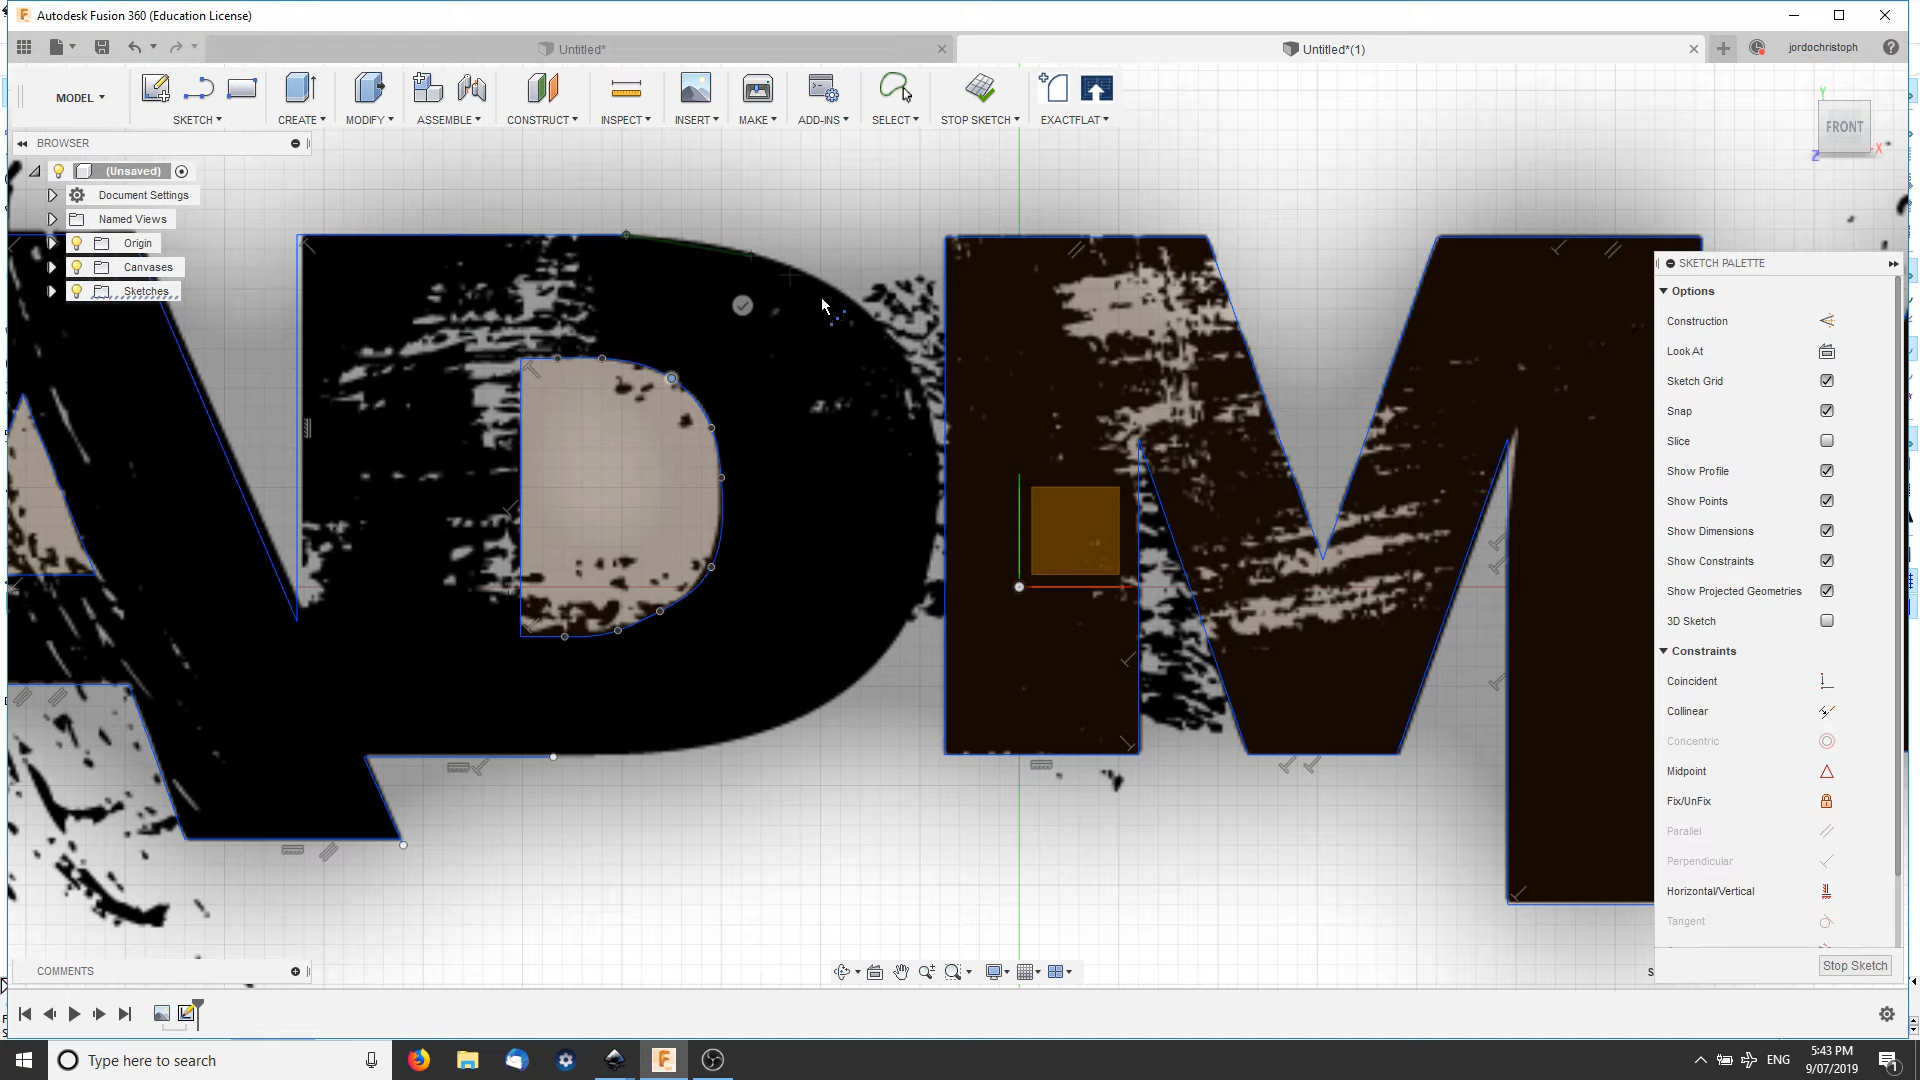 Autodesk Fusion 360 (Education License)
Untitled*
Untitled*(1)
jordochristoph
MODEL
SKETCH
CREATE
MODIFY
ASSEMBLE
CONSTRUCT
INSPECT
INSERT
MAKE
ADD-INS
SELECT
STOP SKETCH
EXACTFLAT
BROWSER
(Unsaved)
Document Settings
Named Views
Origin
Canvases
Sketches
Y
FRONT
X
Z
DM
SKETCH PALETTE
Options
Construction
Look At
Sketch Grid
Snap
Slice
Show Profile
Show Points
Show Dimensions
Show Constraints
Show Projected Geometries
3D Sketch
Constraints
Coincident
Collinear
Concentric
Midpoint
Fix/UnFix
Parallel
Perpendicular
Horizontal/Vertical
Tangent
Stop Sketch
COMMENTS
Type here to search
ENG
5:43 PM
9/07/2019
1